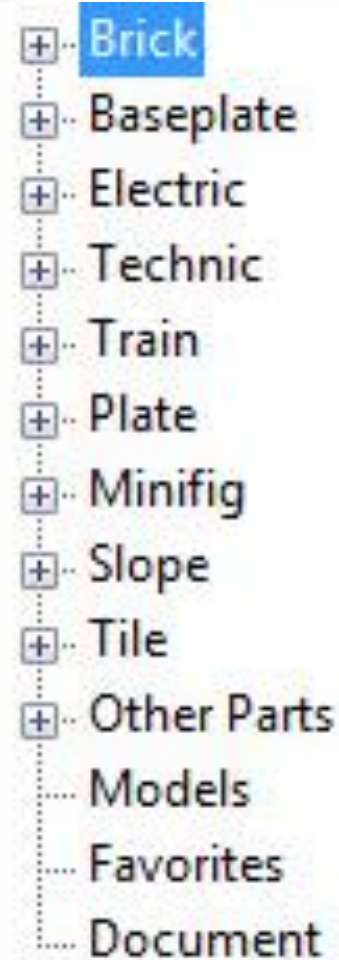 Brick
Baseplate
Electric
Technic
Train
Plate
Minifig
Slope
Tile
Other Parts
Models
Favorites
Document